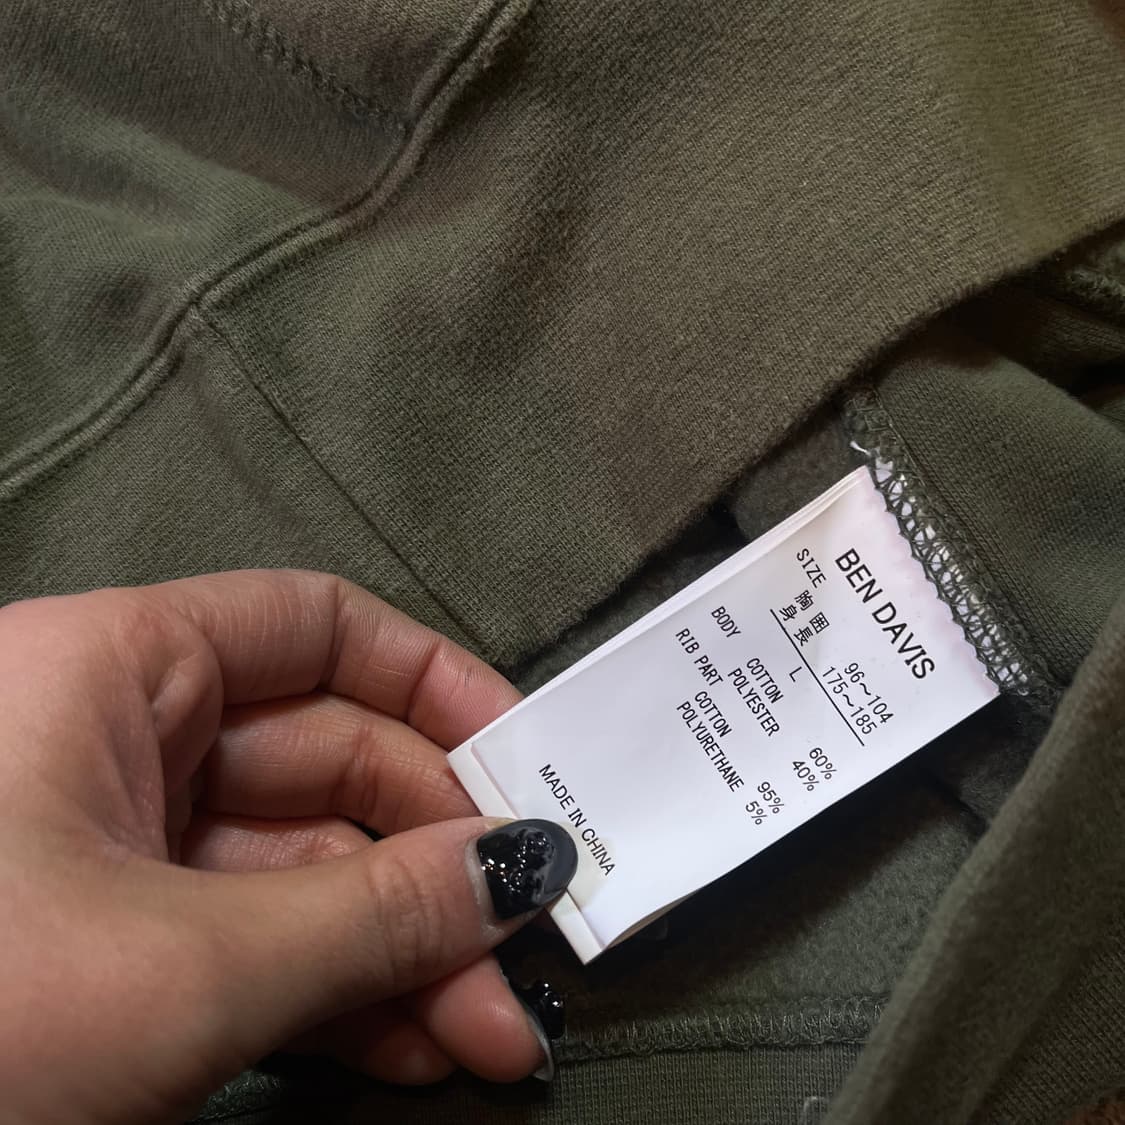 BEN DAVIS
SIZE
胸囲 96～104
身長 175～185
L
BODY
COTTON 60%
POLYESTER 40%
RIB PART
COTTON 95%
POLYURETHANE 5%
MADE IN CHINA